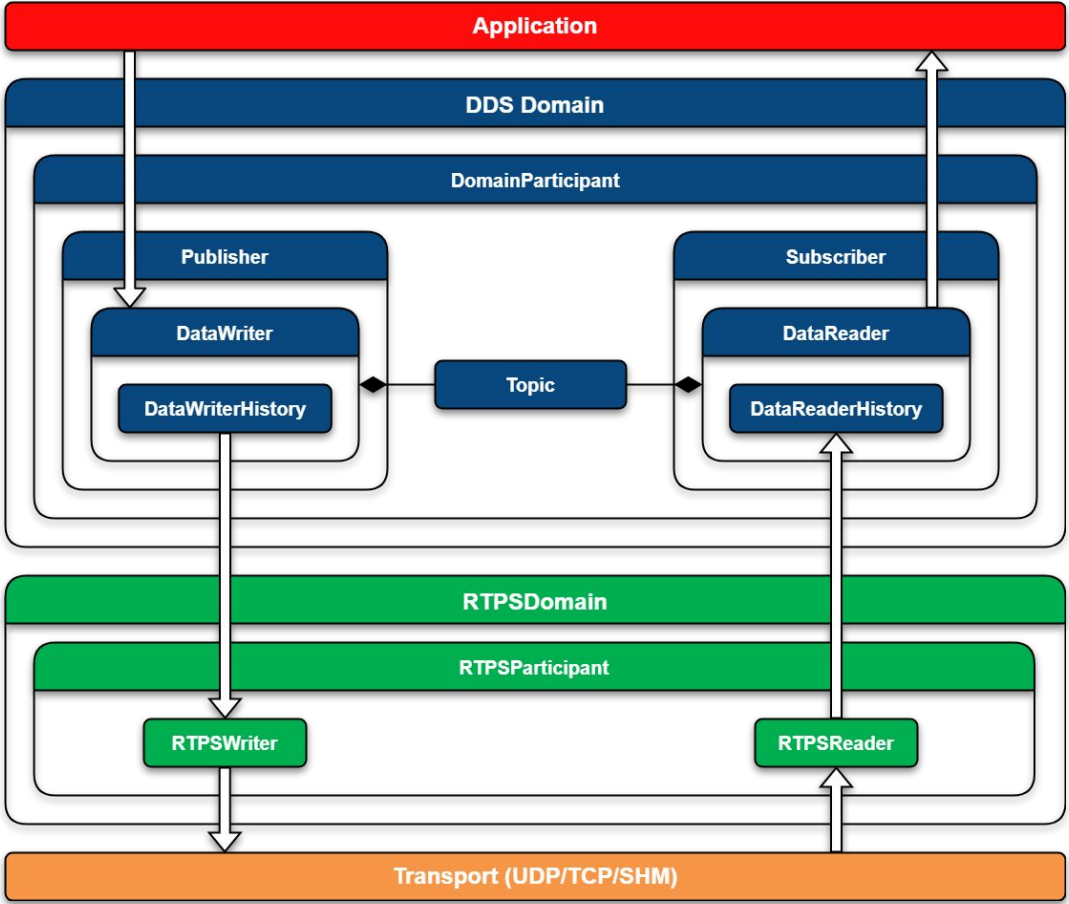 Application
DDS Domain
DomainParticipant
Publisher
Subscriber
DataWriter
DataReader
Topic
DataWriterHistory
DataReaderHistory
RTPSDomain
RTPSParticipant
RTPSWriter
RTPSReader
Transport (UDP/TCP/SHM)